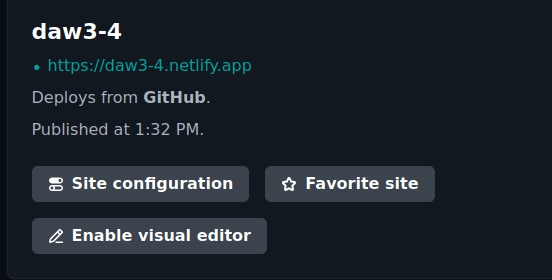 daw3-4
• https://daw3-4.netlify.app
Deploys from GitHub.
Published at 1:32 PM.
Site configuration
Favorite site
Enable visual editor